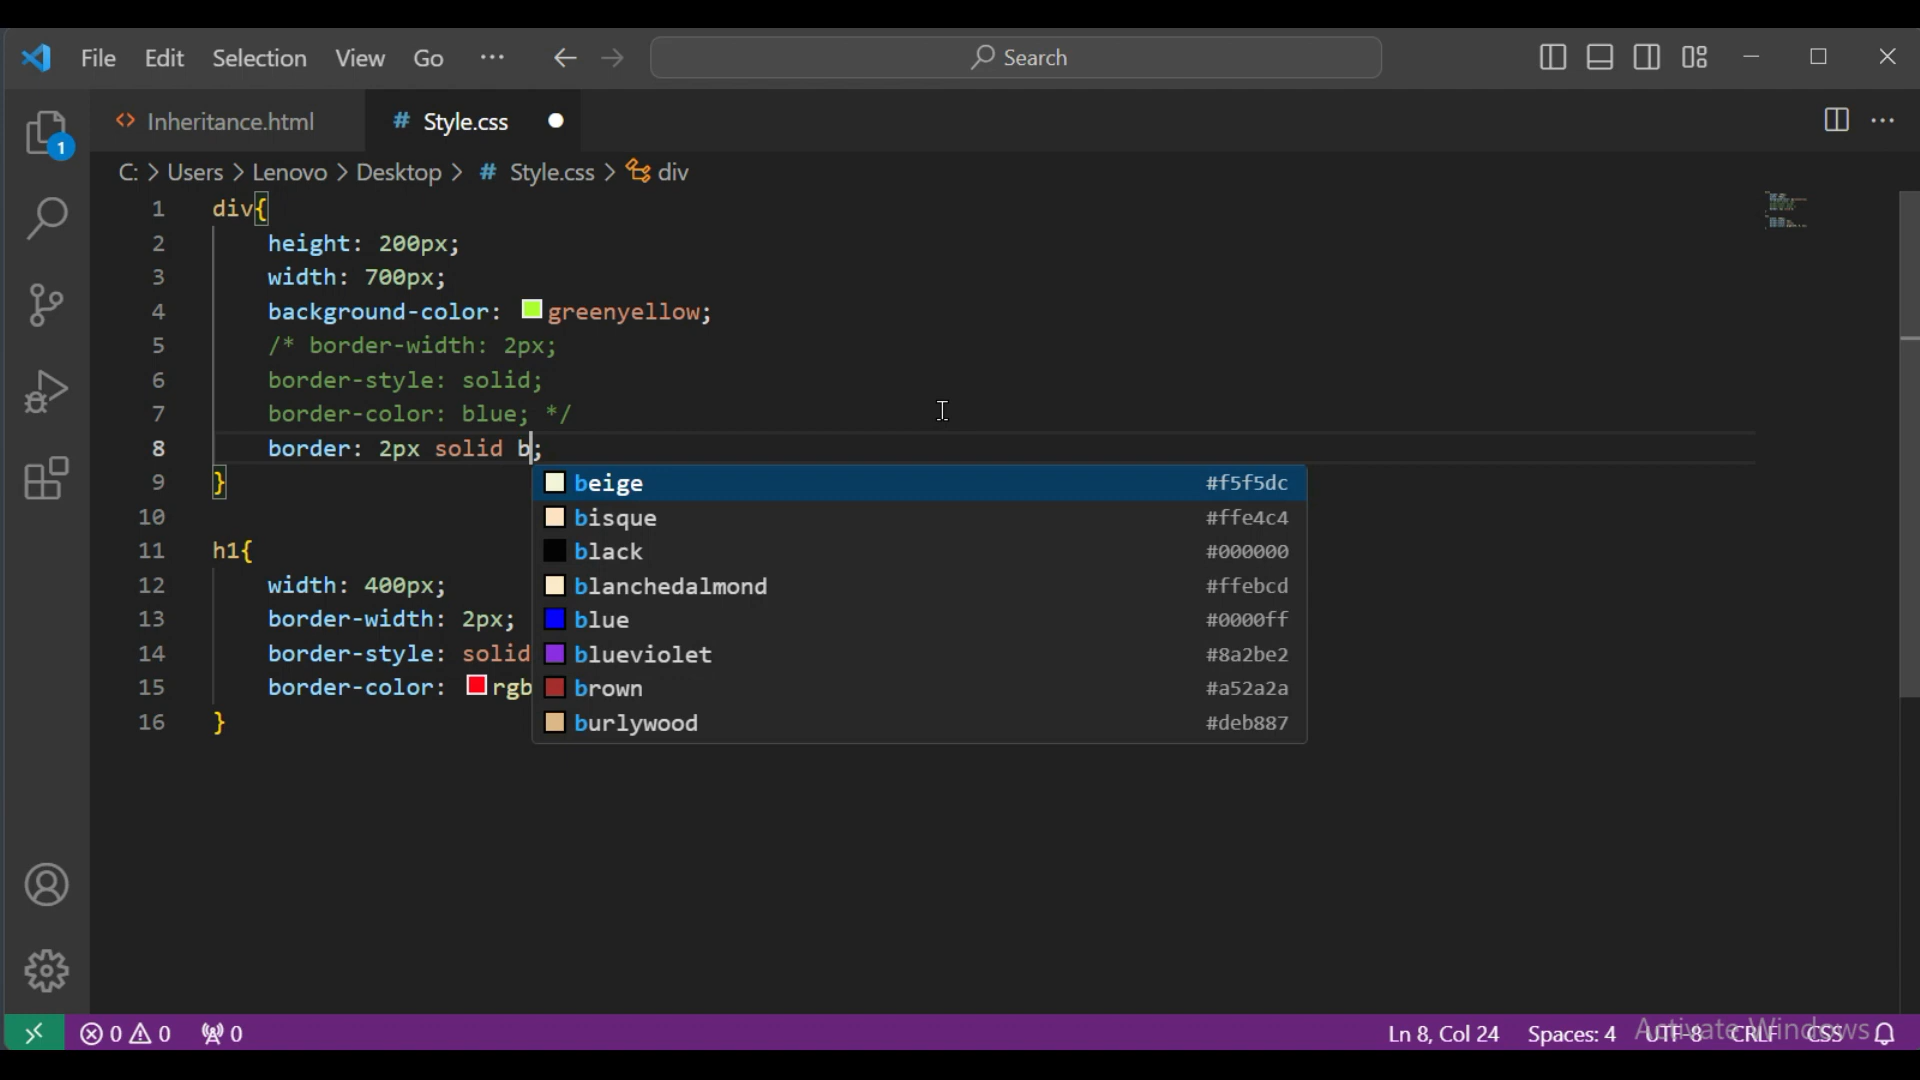 File Edit Selection View Go ··· Search
1
<> Inheritance.html # Style.css
C: > Users > Lenovo > Desktop > # Style.css > div
1 div{
2 height: 200px;
3 width: 700px;
4 background-color: greenyellow;
5 /* border-width: 2px;
6 border-style: solid;
7 border-color: blue; */
8 border: 2px solid b;
9 }
beige #f5f5dc
10
bisque #ffe4c4
11 h1{
black #000000
12 width: 400px;
blanchedalmond #ffebcd
13 border-width: 2px;
blue #0000ff
14 border-style: solid
blueviolet #8a2be2
15 border-color: rgb
brown #a52a2a
16 }
burlywood #deb887
0 0 0 Ln 8, Col 24 Spaces: 4 UTF-8 CRLF CSS
Activate Windows